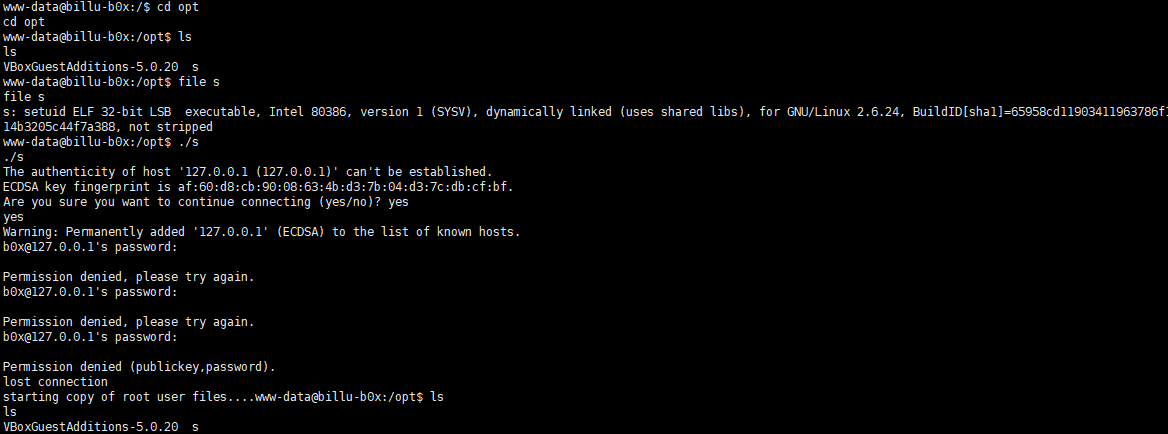 www-data@billu-b0x:/$ cd opt
cd opt
www-data@billu-b0x:/opt$ ls
ls
VBoxGuestAdditions-5.0.20  s
www-data@billu-b0x:/opt$ file s
file s
s: setuid ELF 32-bit LSB  executable, Intel 80386, version 1 (SYSV), dynamically linked (uses shared libs), for GNU/Linux 2.6.24, BuildID[sha1]=65958cd11903411963786f1
14b3205c44f7a388, not stripped
www-data@billu-b0x:/opt$ ./s
./s
The authenticity of host '127.0.0.1 (127.0.0.1)' can't be established.
ECDSA key fingerprint is af:60:d8:cb:90:08:63:4b:d3:7b:04:d3:7c:db:cf:bf.
Are you sure you want to continue connecting (yes/no)? yes
yes
Warning: Permanently added '127.0.0.1' (ECDSA) to the list of known hosts.
b0x@127.0.0.1's password:
Permission denied, please try again.
b0x@127.0.0.1's password:
Permission denied, please try again.
b0x@127.0.0.1's password:
Permission denied (publickey,password).
lost connection
starting copy of root user files....www-data@billu-b0x:/opt$ ls
ls
VBoxGuestAdditions-5.0.20  s